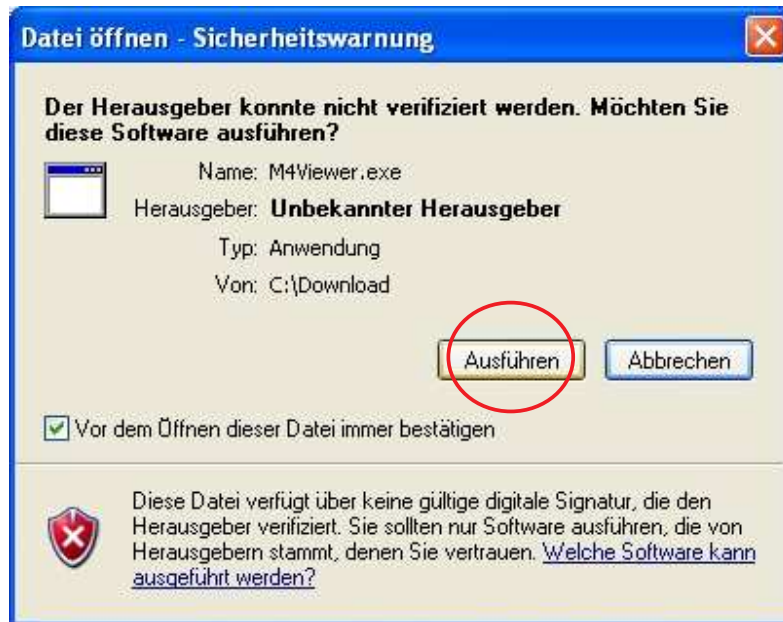 Datei öffnen - Sicherheitswarnung
Der Herausgeber konnte nicht verifiziert werden. Möchten Sie
diese Software ausführen?
Name: M4Viewer.exe
Herausgeber: Unbekannter Herausgeber
Typ: Anwendung
Von: C:\Download
Ausführen Abbrechen
Vor dem Öffnen dieser Datei immer bestätigen
Diese Datei verfügt über keine gültige digitale Signatur, die den
Herausgeber verifiziert. Sie sollten nur Software ausführen, die von
Herausgebern stammt, denen Sie vertrauen. Welche Software kann
ausgeführt werden?